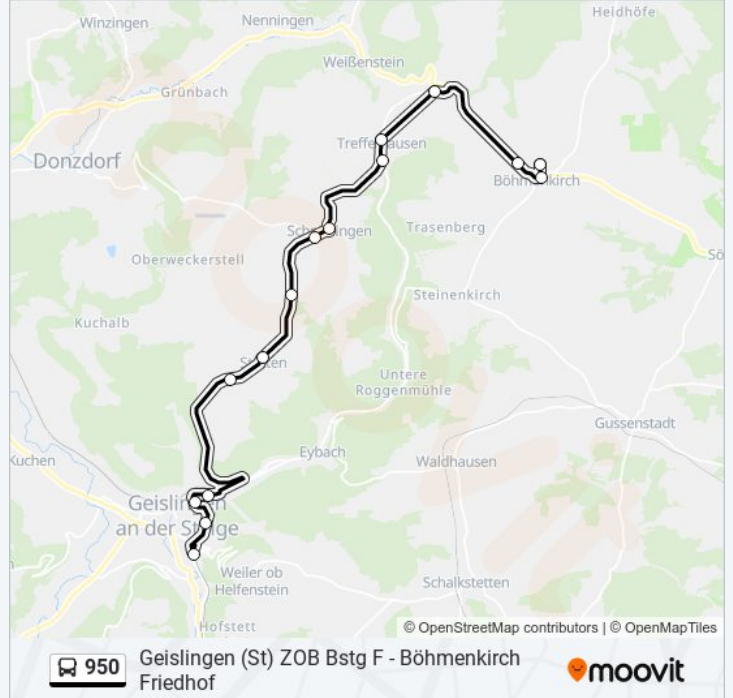 Heidhöfe
Winzingen
Nenningen
Weißenstein
Grünbach
Donzdorf
Böhmenkirch
Trasenberg
Oberweckerstell
Steinenkirch
Kuchalb
Untere
Roggenmühle
Gussenstadt
Eybach
Waldhausen
Kuchen
Geislingen
an der Steige
Weiler ob
Helfenstein
Schalkstetten
Hofstett
© OpenStreetMap contributors | © OpenMapTiles
950
Geislingen (St) ZOB Bstg F - Böhmenkirch
Friedhof
moovit